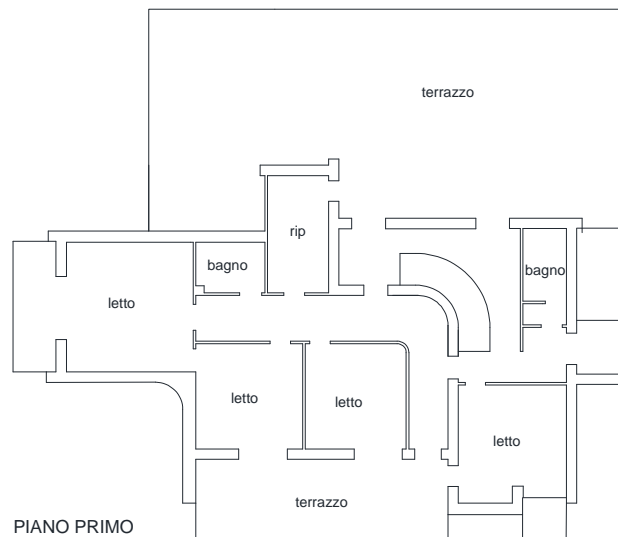 terrazzo
rip
bagno
bagno
letto
letto
letto
letto
terrazzo
PIANO PRIMO